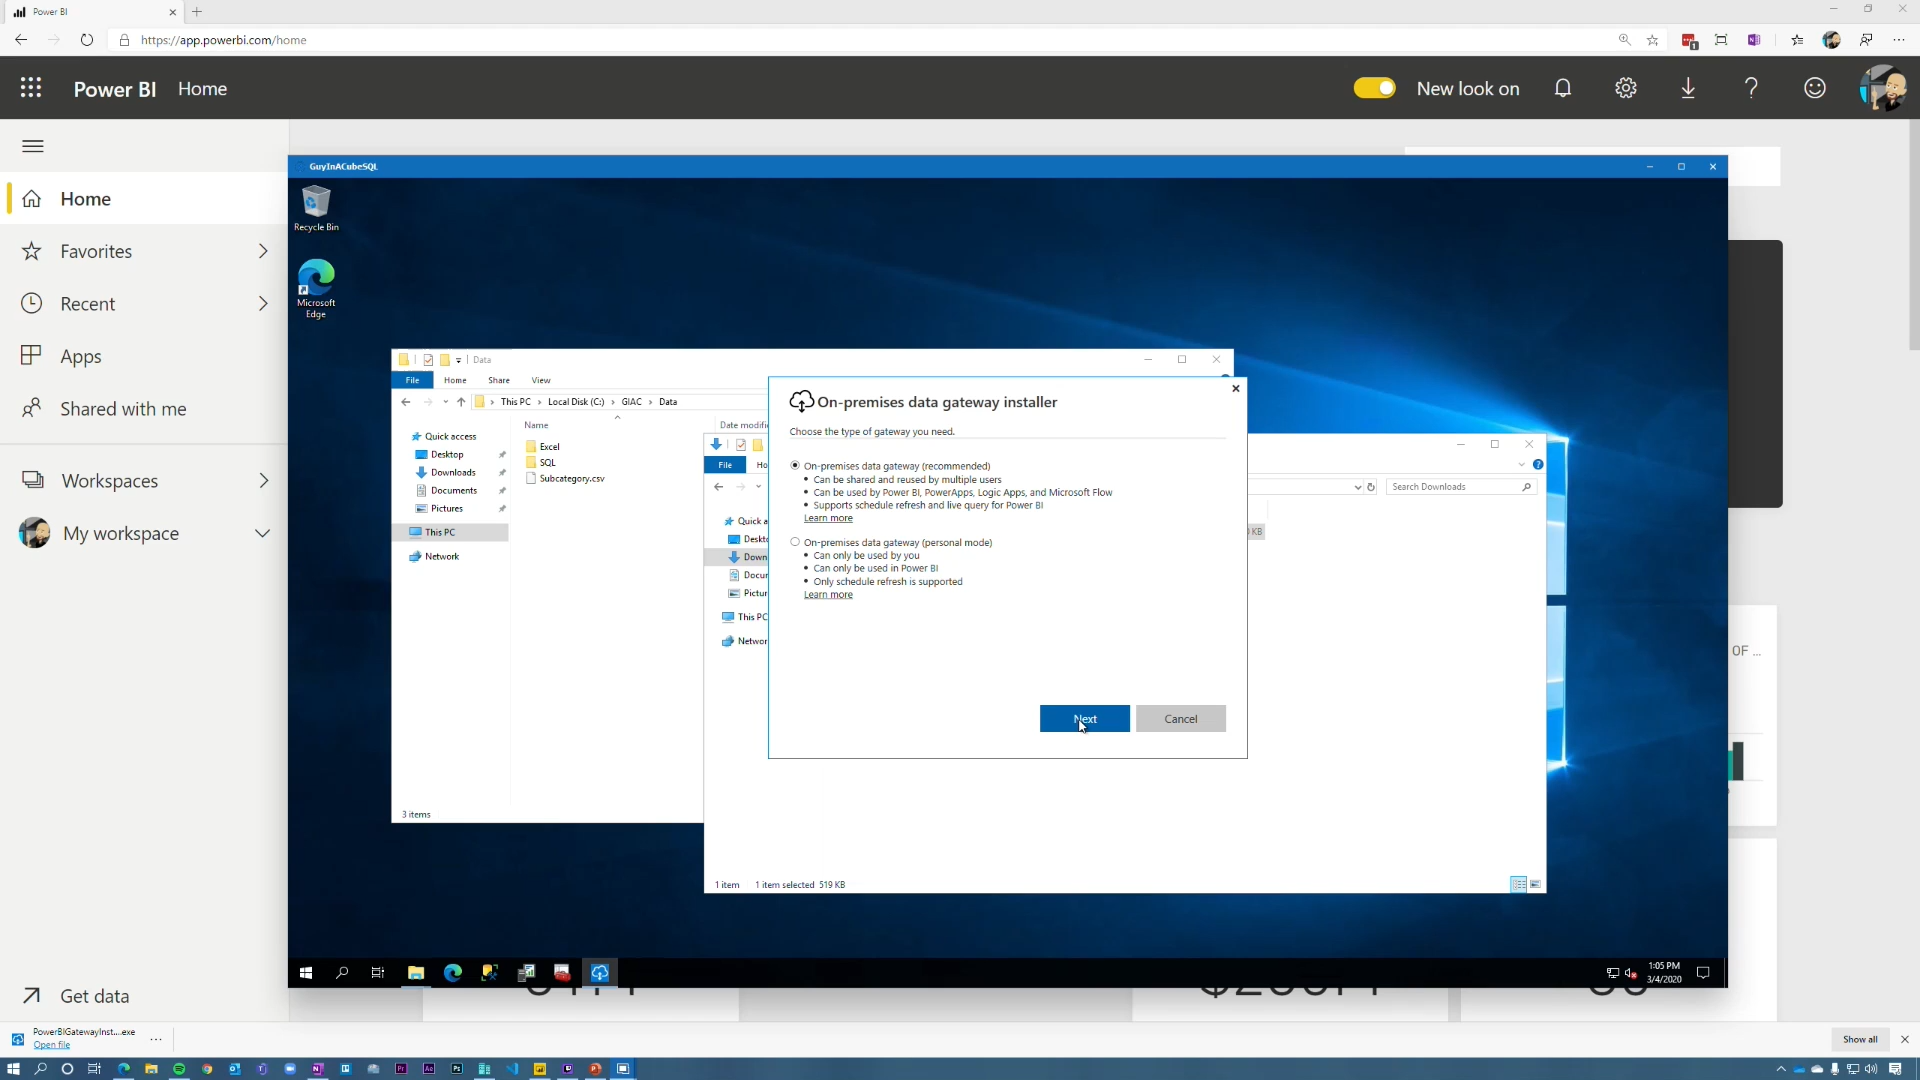 Power BI
https://app.powerbi.com/home
Power BI Home
New look on
Home
Favorites
Recent
Apps
Shared with me
Workspaces
My workspace
Get data
GuyInACubeSQL
Recycle Bin
Microsoft
Edge
Data
File Home Share View
This PC > Local Disk (C:) > GIAC > Data
Name
Quick access
Desktop
Downloads
Documents
Pictures
This PC
Network
Excel
SQL
Subcategory.csv
3 items
File
Search Downloads
This PC
KB
1 item 1 item selected 519 KB
On-premises data gateway installer
Choose the type of gateway you need.
On-premises data gateway (recommended)
• Can be shared and reused by multiple users
• Can be used by Power BI, PowerApps, Logic Apps, and Microsoft Flow
• Supports schedule refresh and live query for Power BI
Learn more
On-premises data gateway (personal mode)
• Can only be used by you
• Can only be used in Power BI
• Only schedule refresh is supported
Learn more
Next
Cancel
OF ...
1:05 PM
3/4/2020
PowerBIGatewayInst....exe
Open file
Show all